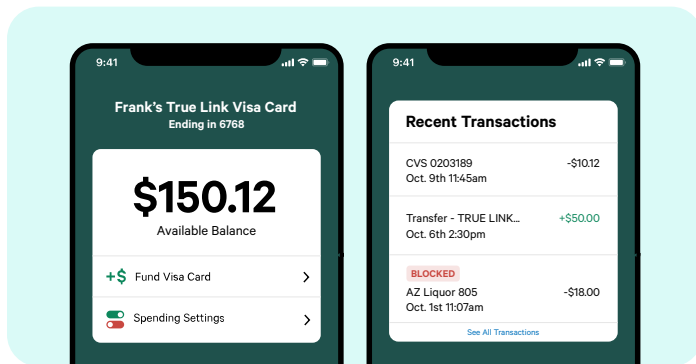 9:41
Frank's True Link Visa Card
Ending in 6768
$150.12
Available Balance
+$ Fund Visa Card
Spending Settings
9:41
Recent Transactions
CVS 0203189 -$10.12
Oct. 9th 11:45am
Transfer - TRUE LINK... +$50.00
Oct. 6th 2:30pm
BLOCKED
AZ Liquor 805 -$18.00
Oct. 1st 11:07am
See All Transactions